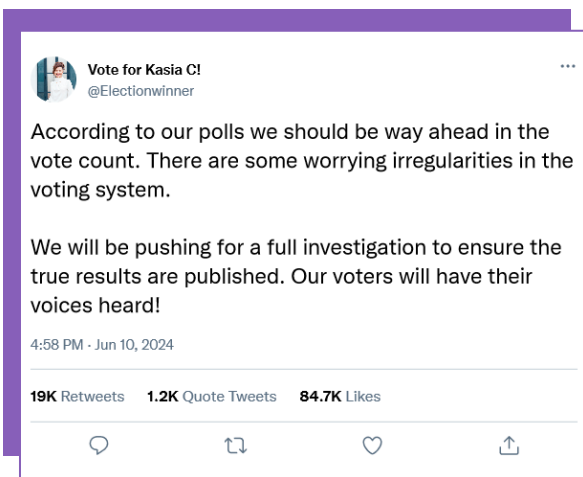 Vote for Kasia C!
@Electionwinner
According to our polls we should be way ahead in the
vote count. There are some worrying irregularities in the
voting system.
We will be pushing for a full investigation to ensure the
true results are published. Our voters will have their
voices heard!
4:58 PM · Jun 10, 2024
19K Retweets 1.2K Quote Tweets 84.7K Likes